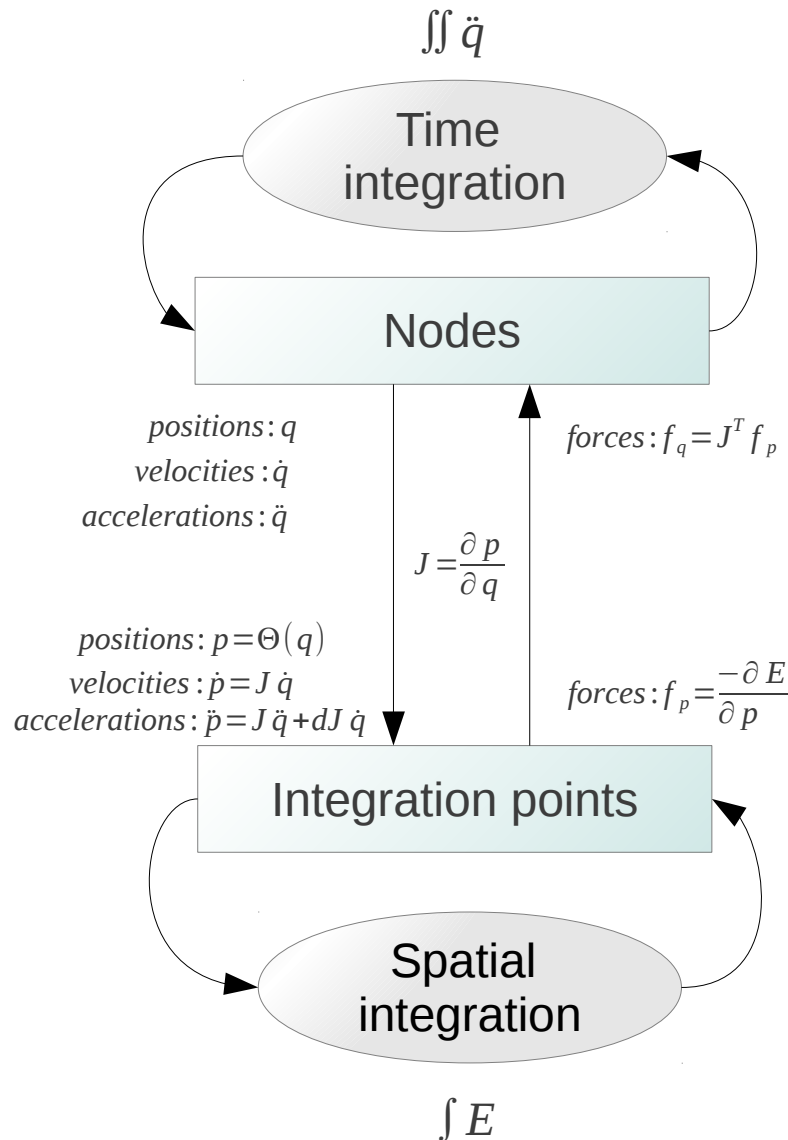 ∬ q̈
Time
integration
Nodes
positions: q
velocities: q̇
accelerations: q̈
forces: f_q = J^T f_p
J = ∂p/∂q
positions: p = Θ(q)
velocities: ṗ = J q̇
accelerations: p̈ = J q̈ + dJ q̇
forces: f_p = −∂E/∂p
Integration points
Spatial
integration
∫ E